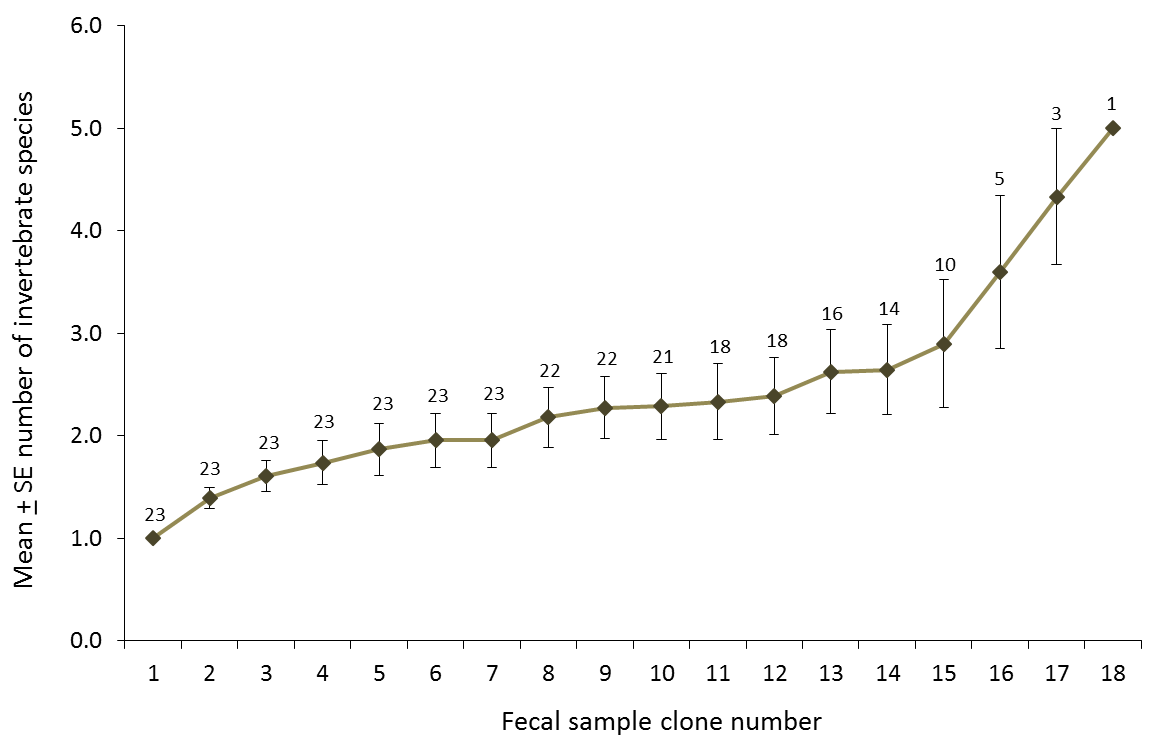 6.0
5.0
4.0
3.0
2.0
1.0
0.0
Mean + SE number of invertebrate species
23 23 23 23 23 23 23 22 22 21 18 18 16 14 10 5 3 1
1 2 3 4 5 6 7 8 9 10 11 12 13 14 15 16 17 18
Fecal sample clone number